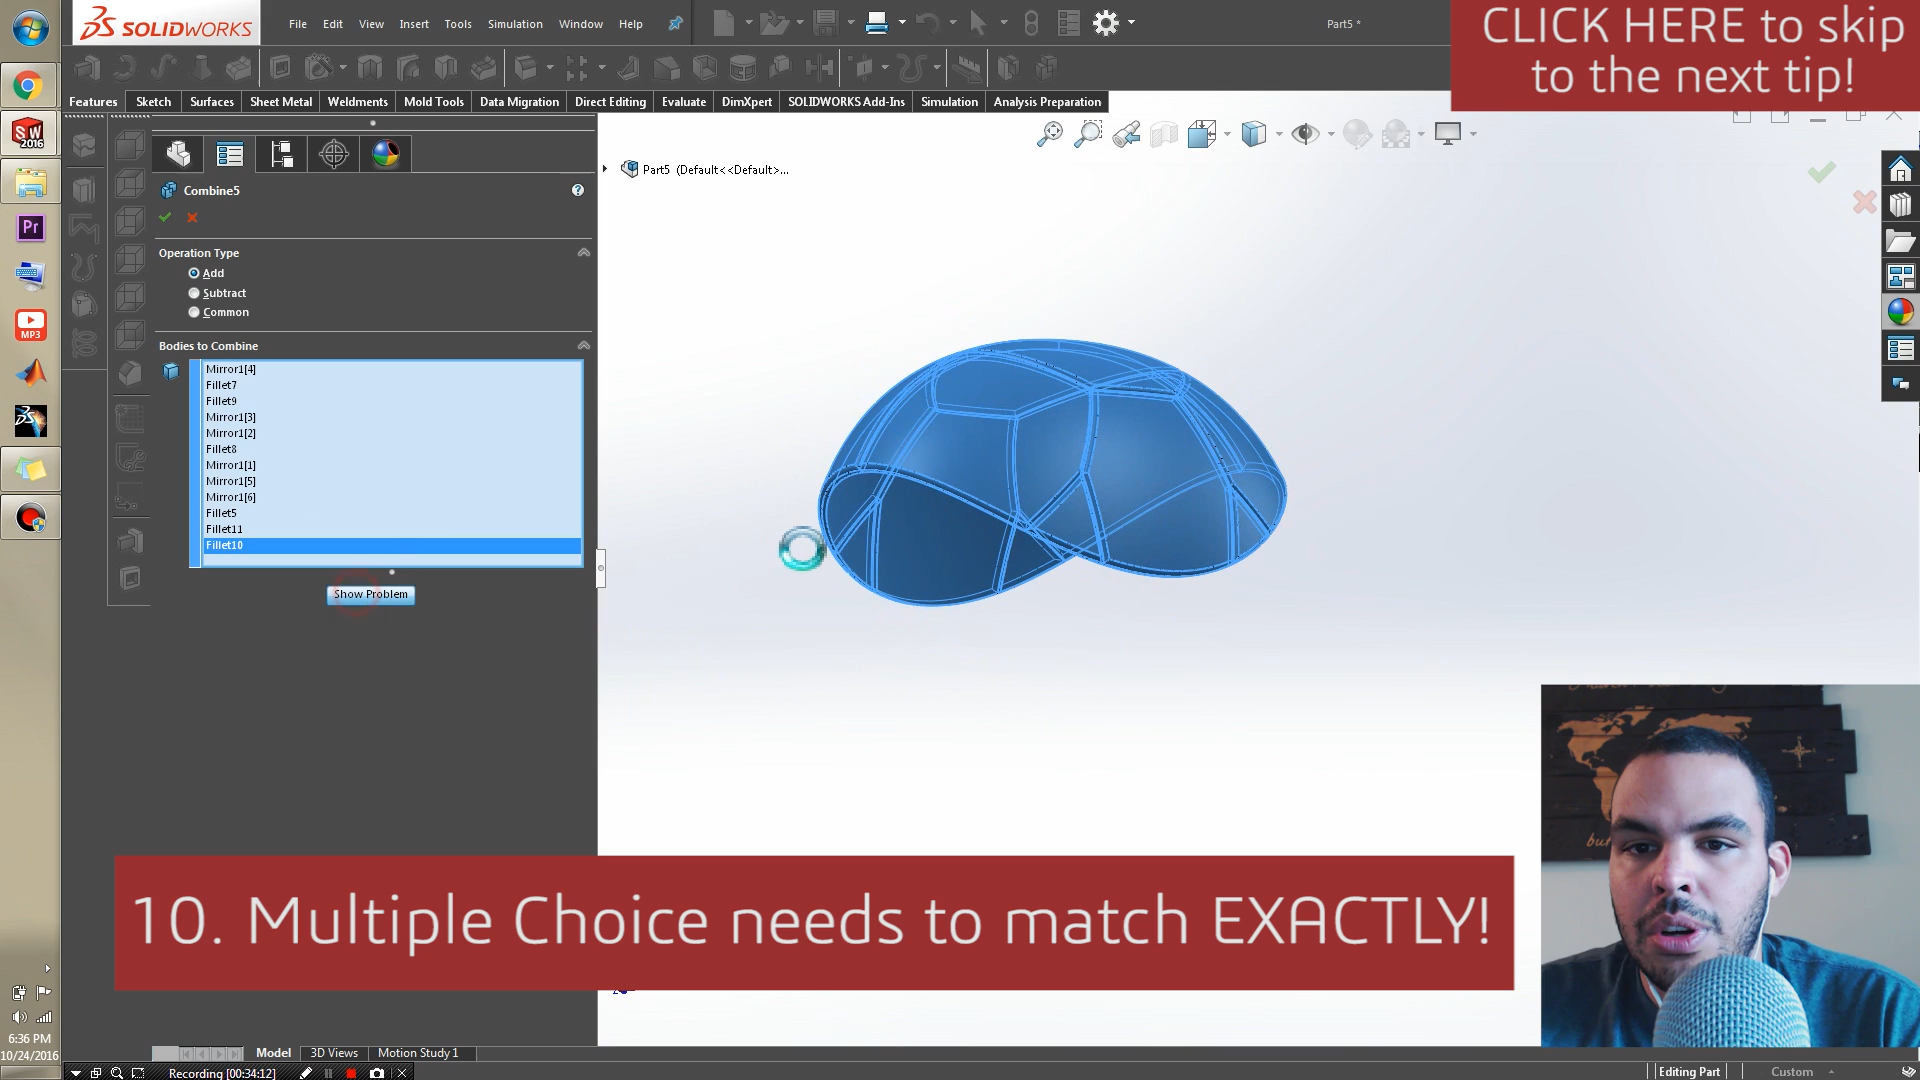 SOLIDWORKS
File Edit View Insert Tools Simulation Window Help
Part5 *
CLICK HERE to skip
to the next tip!
Features Sketch Surfaces Sheet Metal Weldments Mold Tools Data Migration Direct Editing Evaluate DimXpert SOLIDWORKS Add-Ins Simulation Analysis Preparation
SW
2016
Part5 (Default<<Default>...
Combine5
?
Operation Type
Add
Subtract
Common
Pr
MP3
Bodies to Combine
Mirror1[4]
Fillet7
Fillet9
Mirror1[3]
Mirror1[2]
Fillet8
Mirror1[1]
Mirror1[5]
Mirror1[6]
Fillet5
Fillet11
Fillet10
Show Problem
10. Multiple Choice needs to match EXACTLY!
6:36 PM
10/24/2016
Model 3D Views Motion Study 1
Recording [00:34:12]
Editing Part
Custom